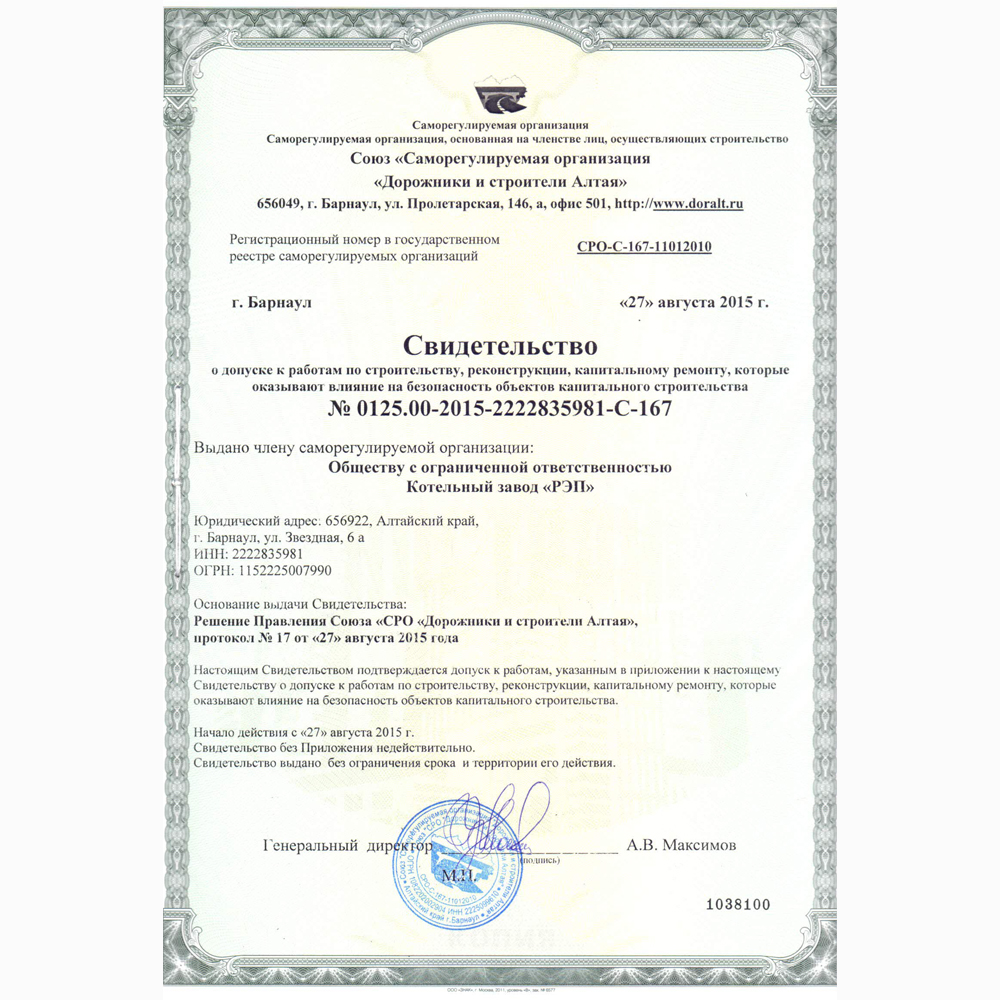 Саморегулируемая организация
Саморегулируемая организация, основанная на членстве лиц, осуществляющих строительство
Союз «Саморегулируемая организация
«Дорожники и строители Алтая»
656049, г. Барнаул, ул. Пролетарская, 146, а, офис 501, http://www.doralt.ru
Регистрационный номер в государственном
реестре саморегулируемых организаций
СРО-С-167-11012010
г. Барнаул
«27» августа 2015 г.
Свидетельство
о допуске к работам по строительству, реконструкции, капитальному ремонту, которые
оказывают влияние на безопасность объектов капитального строительства
№ 0125.00-2015-2222835981-С-167
Выдано члену саморегулируемой организации:
Обществу с ограниченной ответственностью
Котельный завод «РЭП»
Юридический адрес: 656922, Алтайский край,
г. Барнаул, ул. Звездная, 6 а
ИНН: 2222835981
ОГРН: 1152225007990
Основание выдачи Свидетельства:
Решение Правления Союза «СРО «Дорожники и строители Алтая»,
протокол № 17 от «27» августа 2015 года
Настоящим Свидетельством подтверждается допуск к работам, указанным в приложении к настоящему
Свидетельству о допуске к работам по строительству, реконструкции, капитальному ремонту, которые
оказывают влияние на безопасность объектов капитального строительства.
Начало действия с «27» августа 2015 г.
Свидетельство без Приложения недействительно.
Свидетельство выдано без ограничения срока и территории его действия.
Генеральный директор
А.В. Максимов
(подпись)
М.П.
1038100